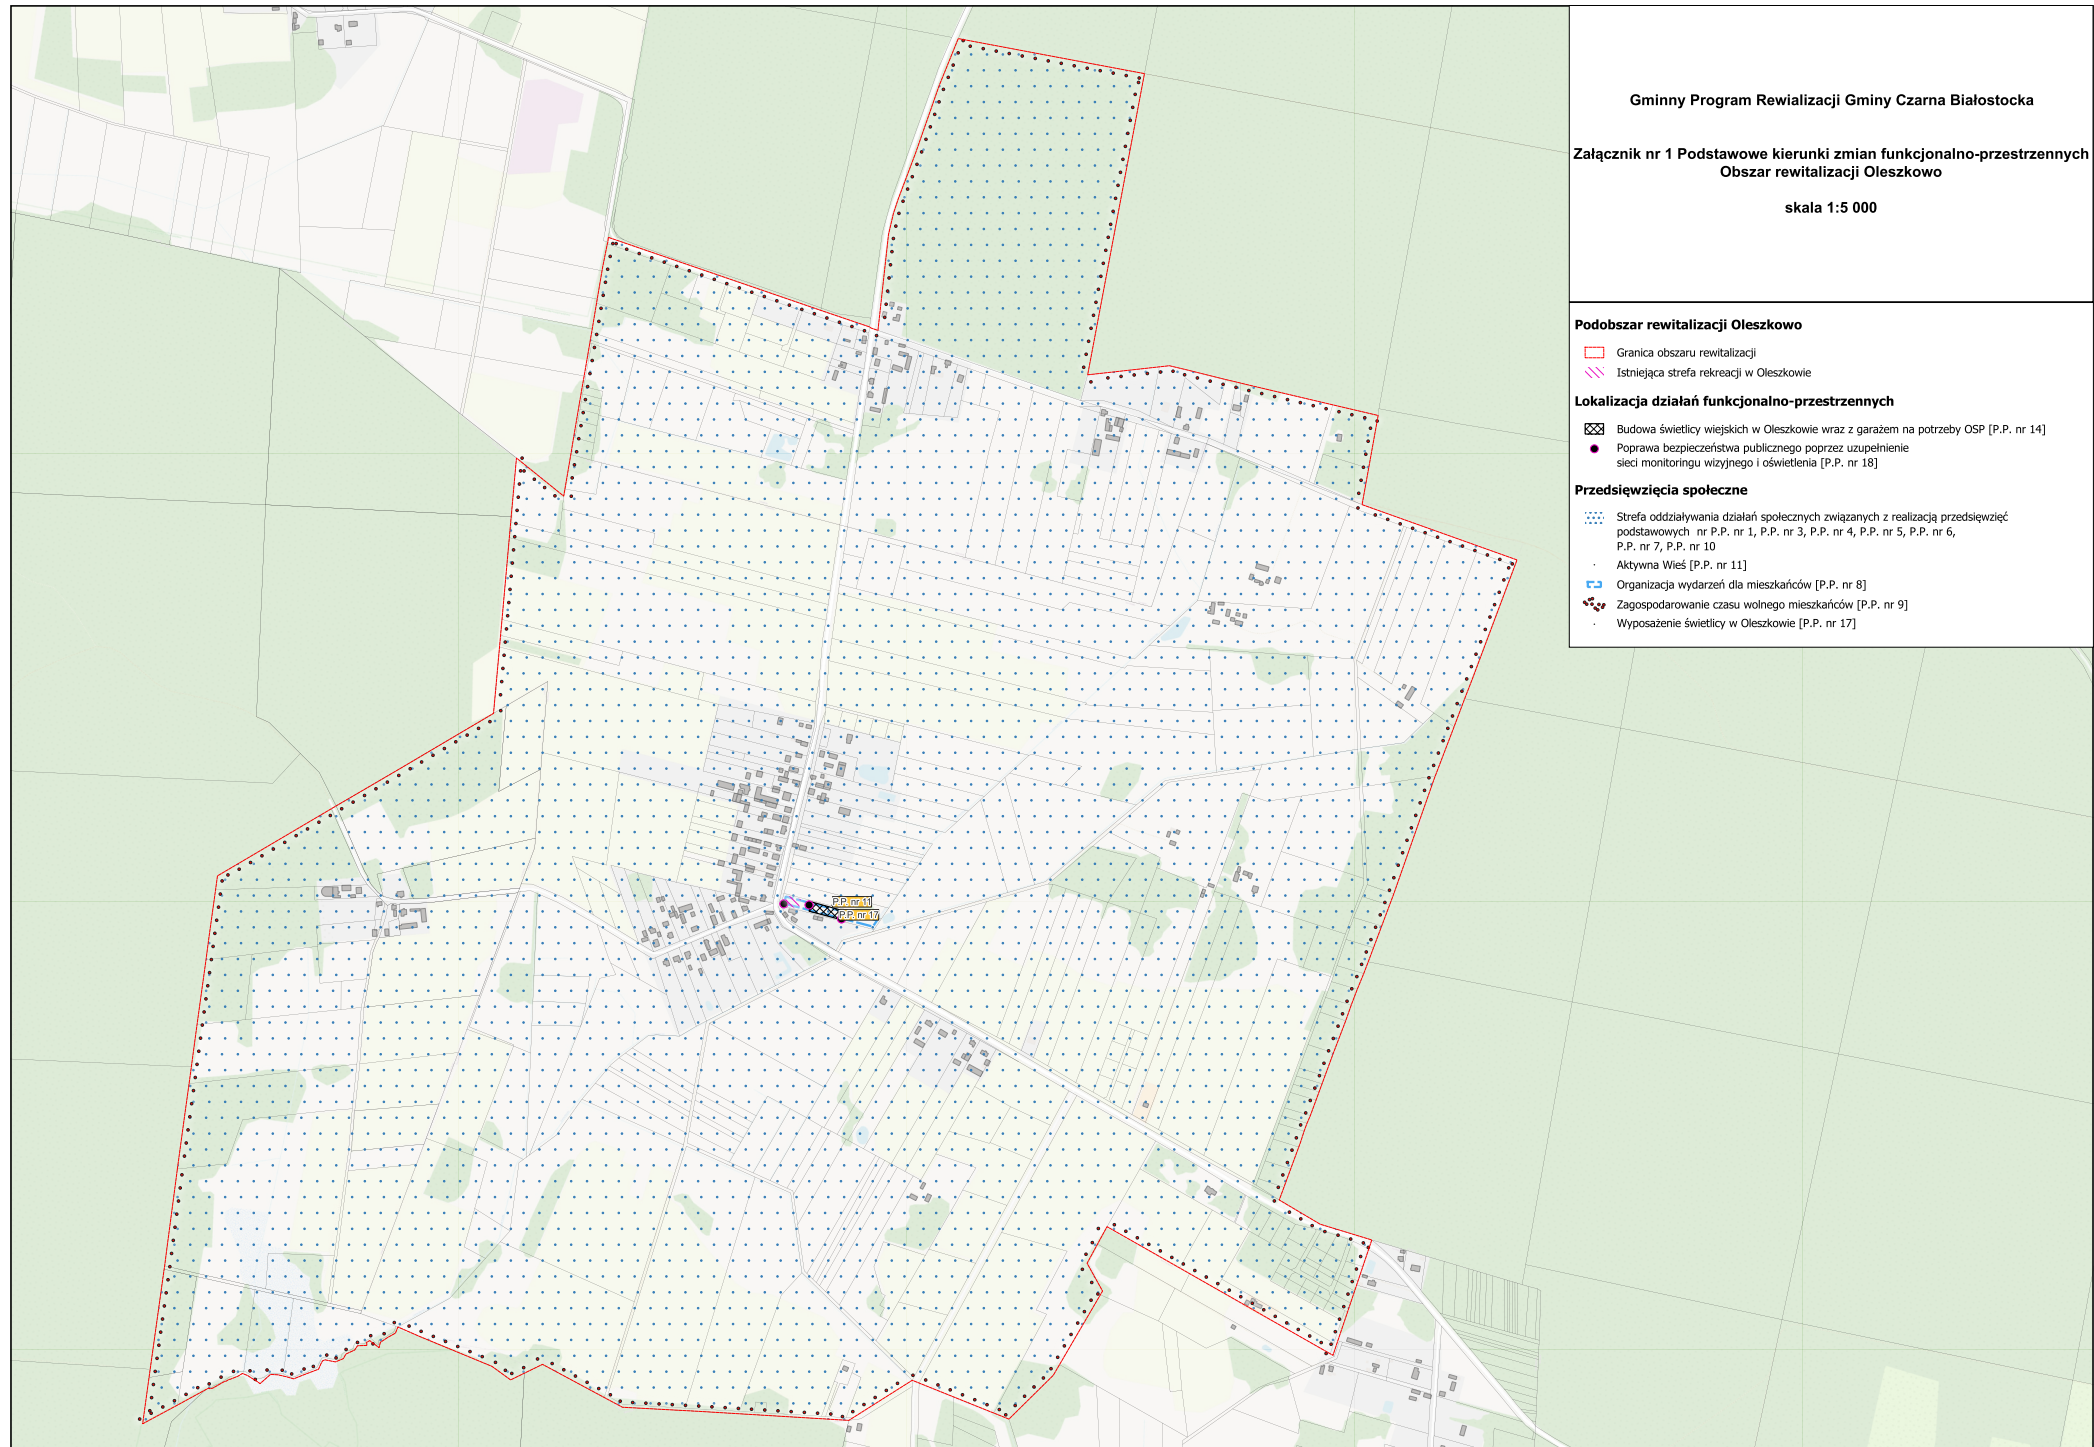 Gminny Program Rewializacji Gminy Czarna Białostocka
Załącznik nr 1 Podstawowe kierunki zmian funkcjonalno-przestrzennych
Obszar rewitalizacji Oleszkowo
skala 1:5 000
Podobszar rewitalizacji Oleszkowo
Granica obszaru rewitalizacji
Istniejąca strefa rekreacji w Oleszkowie
Lokalizacja działań funkcjonalno-przestrzennych
Budowa świetlicy wiejskich w Oleszkowie wraz z garażem na potrzeby OSP [P.P. nr 14]
Poprawa bezpieczeństwa publicznego poprzez uzupełnienie
sieci monitoringu wizyjnego i oświetlenia [P.P. nr 18]
Przedsięwzięcia społeczne
Strefa oddziaływania działań społecznych związanych z realizacją przedsięwzięć
podstawowych nr P.P. nr 1, P.P. nr 3, P.P. nr 4, P.P. nr 5, P.P. nr 6,
P.P. nr 7, P.P. nr 10
Aktywna Wieś [P.P. nr 11]
Organizacja wydarzeń dla mieszkańców [P.P. nr 8]
Zagospodarowanie czasu wolnego mieszkańców [P.P. nr 9]
Wyposażenie świetlicy w Oleszkowie [P.P. nr 17]
P.P. nr 11
P.P. nr 17